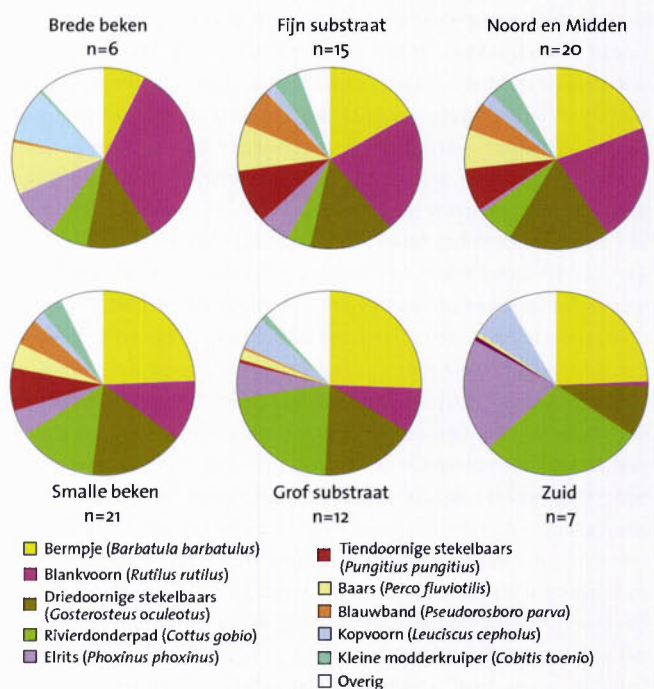 Brede beken
n=6
Fijn substraat
n=15
Noord en Midden
n=20
Smalle beken
n=21
Grof substraat
n=12
Zuid
n=7
Bermpje (Barbatula barbatulus)
Blankvoorn (Rutilus rutilus)
Driedoornige stekelbaars
(Gosterosteus oculeotus)
Rivierdonderpad (Cottus gobio)
Elrits (Phoxinus phoxinus)
Tiendoornige stekelbaars
(Pungitius pungitius)
Baars (Perco fluviotilis)
Blauwband (Pseudorosboro parva)
Kopvoorn (Leuciscus cepholus)
Kleine modderkruiper (Cobitis toenio)
Overig